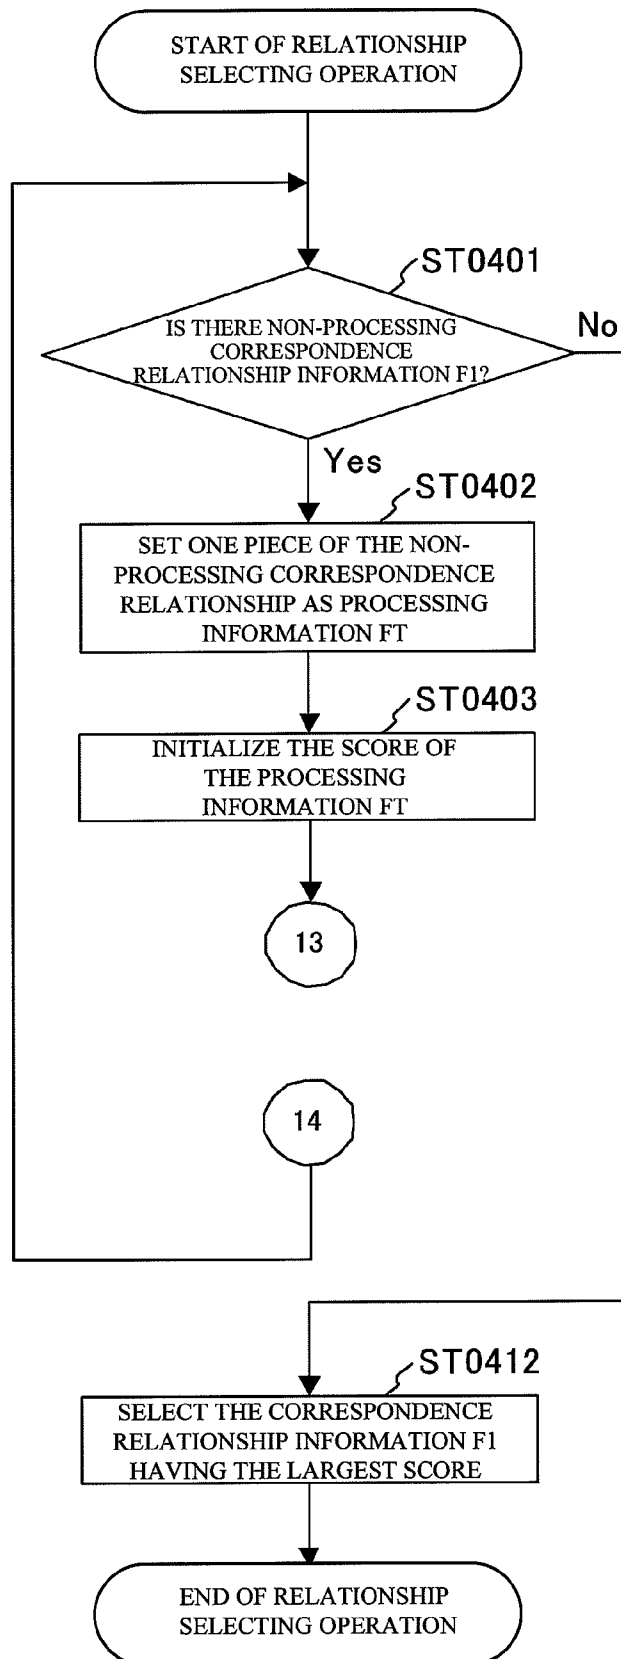 START OF RELATIONSHIP
SELECTING OPERATION
ST0401
IS THERE NON-PROCESSING
CORRESPONDENCE
RELATIONSHIP INFORMATION F1?
No
Yes
ST0402
SET ONE PIECE OF THE NON-
PROCESSING CORRESPONDENCE
RELATIONSHIP AS PROCESSING
INFORMATION FT
ST0403
INITIALIZE THE SCORE OF
THE PROCESSING
INFORMATION FT
13
14
ST0412
SELECT THE CORRESPONDENCE
RELATIONSHIP INFORMATION F1
HAVING THE LARGEST SCORE
END OF RELATIONSHIP
SELECTING OPERATION